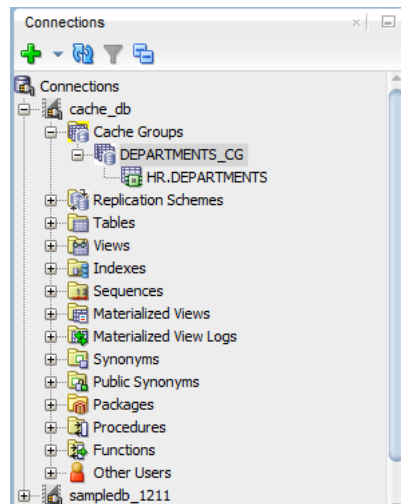 Connections
Connections
cache_db
Cache Groups
DEPARTMENTS_CG
HR.DEPARTMENTS
Replication Schemes
Tables
Views
Indexes
Sequences
Materialized Views
Materialized View Logs
Synonyms
Public Synonyms
Packages
Procedures
Functions
Other Users
sampledb_1211